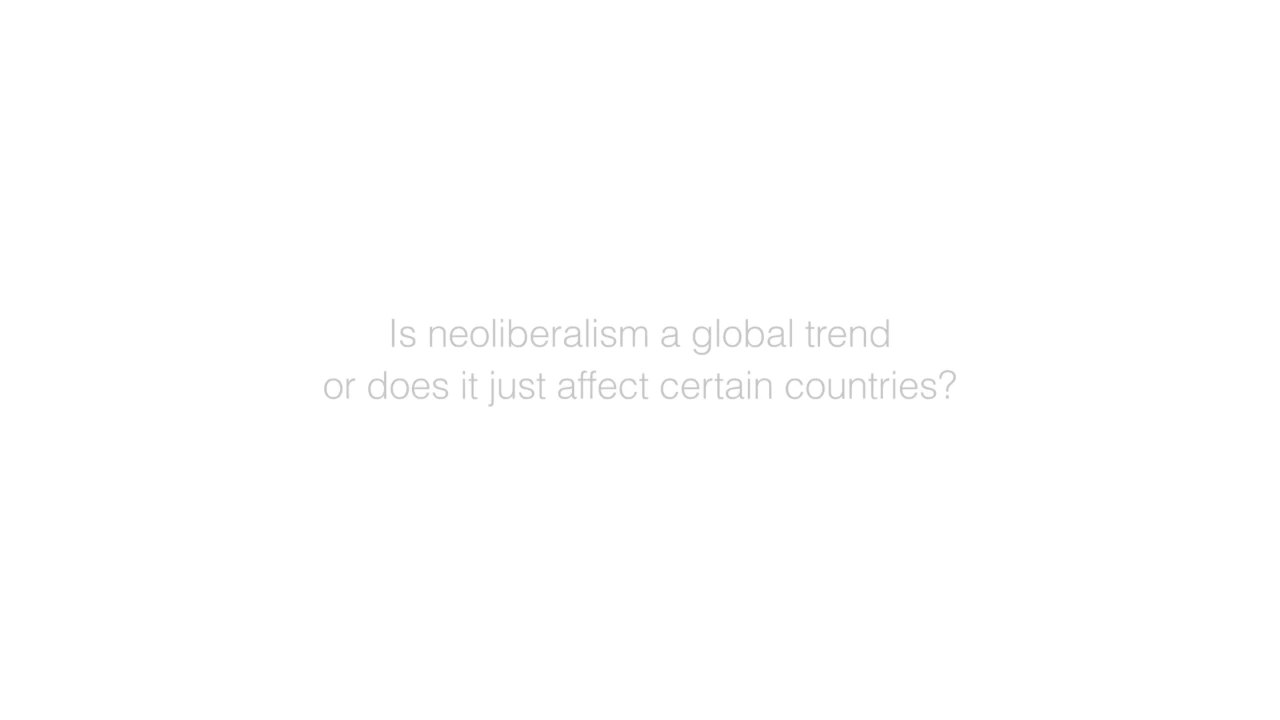 Is neoliberalism a global trend
or does it just affect certain countries?